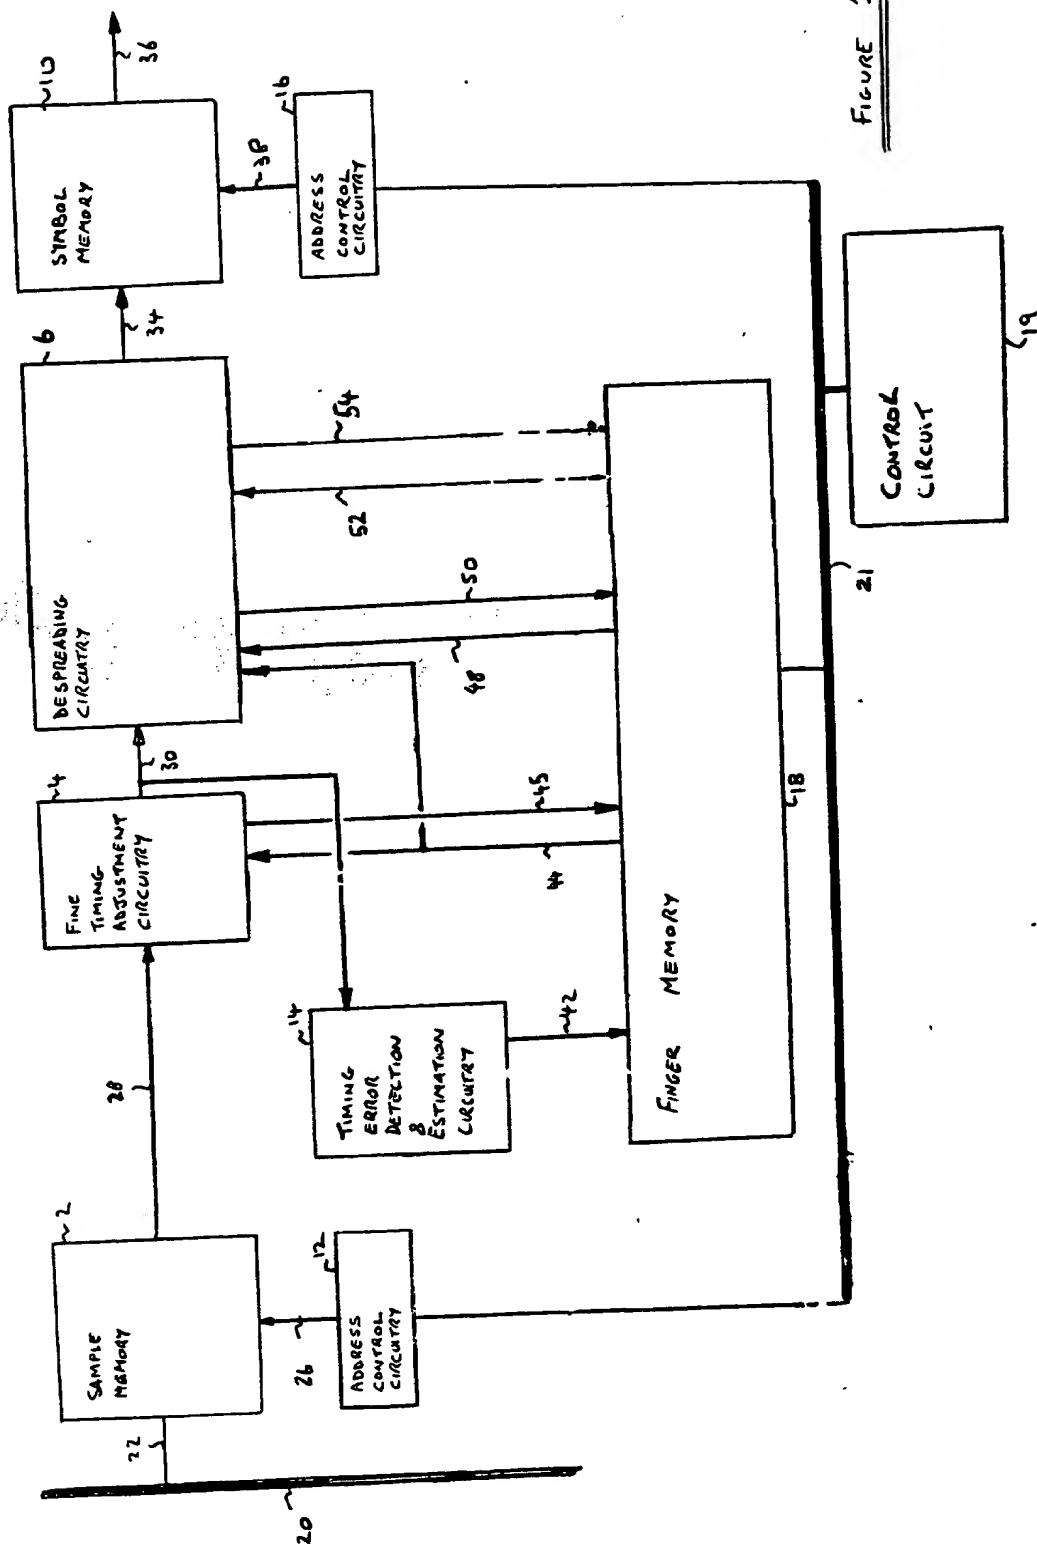 20
22
SAMPLE
MEMORY
2
26
ADDRESS
CONTROL
CIRCUITRY
12
28
FINE
TIMING
ADJUSTMENT
CIRCUITRY
4
TIMING
ERROR
DETECTION
&
ESTIMATION
CIRCUITRY
14
42
30
44
45
DESPREADING
CIRCUITRY
6
48
50
52
54
34
SYMBOL
MEMORY
10
36
38
ADDRESS
CONTROL
CIRCUITRY
16
FINGER MEMORY
18
21
CONTROL
CIRCUIT
19
FIGURE